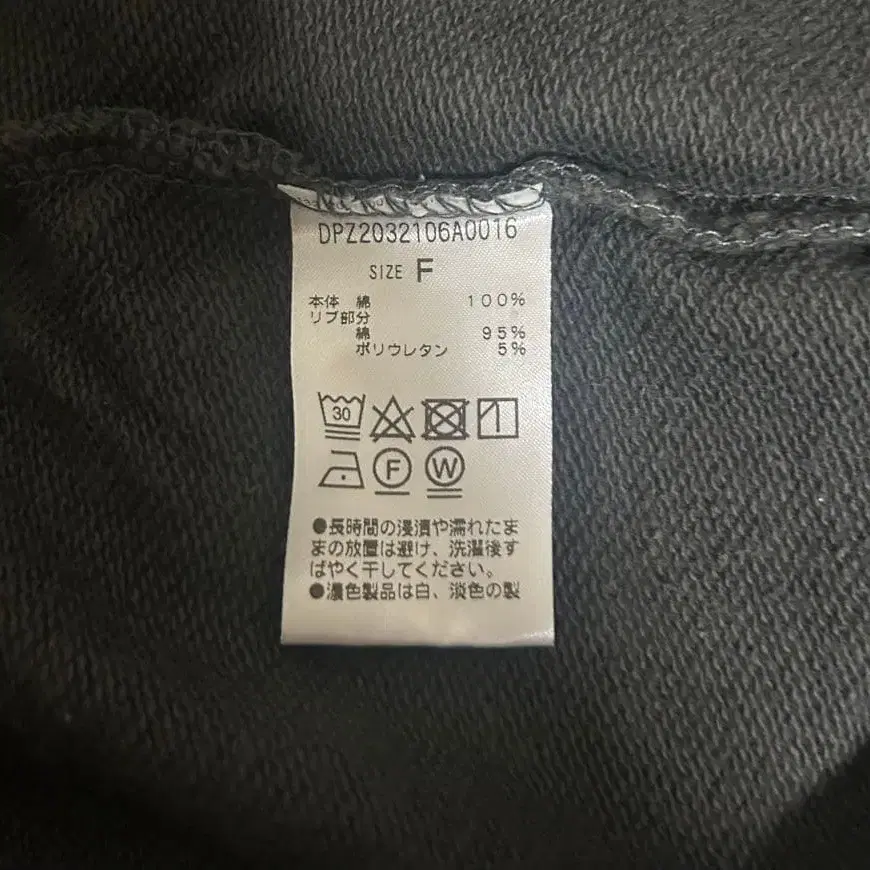 DPZ2032106A0016
SIZE F
本体 綿 100%
リブ部分
綿 95%
ポリウレタン 5%
30
F W
●長時間の浸漬や濡れたま
まの放置は避け、洗濯後す
ばやく干してください。
●濃色製品は白、淡色の製